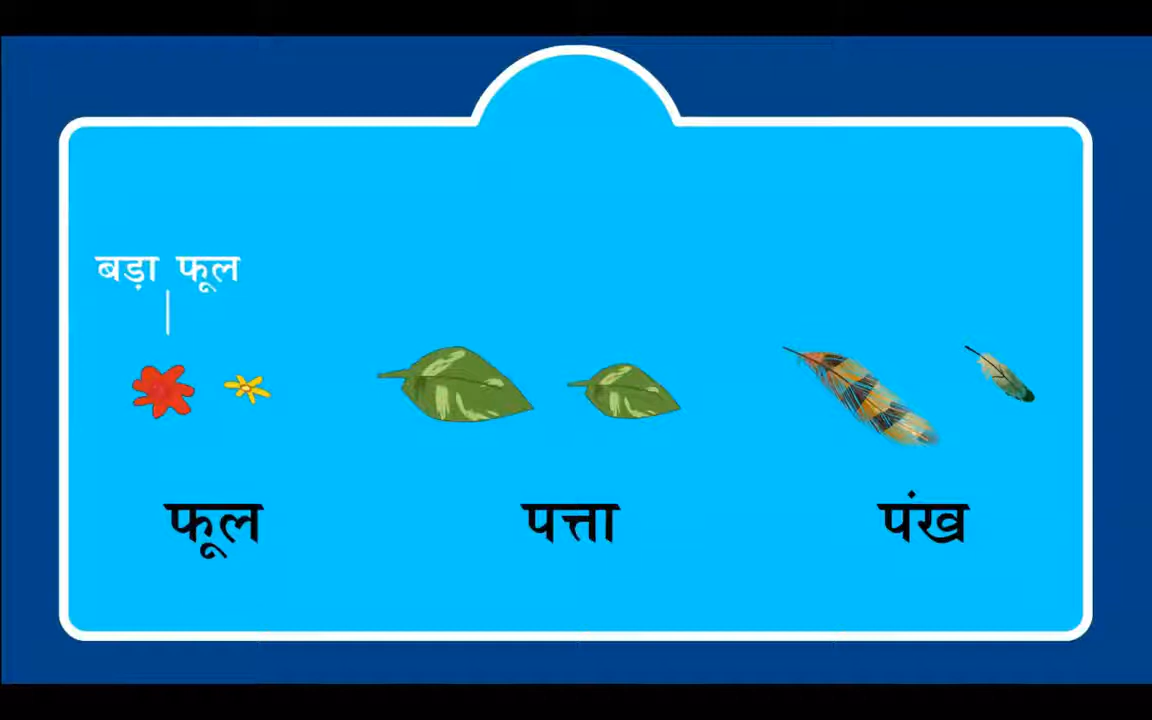 बड़ा फूल
फूल
पत्ता
पंख